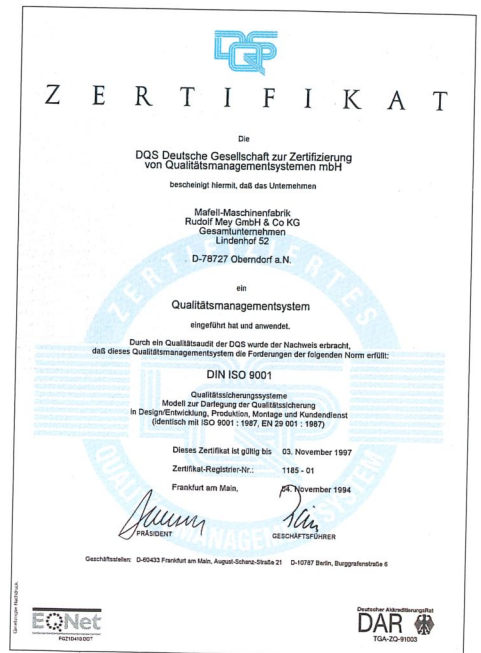 DQS
ZERTIFIKAT
Die
DQS Deutsche Gesellschaft zur Zertifizierung
von Qualitätsmanagementsystemen mbH
bescheinigt hiermit, daß das Unternehmen
Mafell-Maschinenfabrik
Rudolf Mey GmbH & Co KG
Gesamtunternehmen
Lindenhof 52
D-78727 Oberndorf a.N.
ein
Qualitätsmanagementsystem
eingeführt hat und anwendet.
Durch ein Qualitätsaudit der DQS wurde der Nachweis erbracht,
daß dieses Qualitätsmanagementsystem die Forderungen der folgenden Norm erfüllt:
DIN ISO 9001
Qualitätssicherungssysteme
Modell zur Darlegung der Qualitätssicherung
in Design/Entwicklung, Produktion, Montage und Kundendienst
(identisch mit ISO 9001 : 1987, EN 29 001 : 1987)
Dieses Zertifikat ist gültig bis 03. November 1997
Zertifikat-Registrier-Nr.: 1185 - 01
Frankfurt am Main, 04. November 1994
PRÄSIDENT GESCHÄFTSFÜHRER
Geschäftsstellen: D-60433 Frankfurt am Main, August-Schanz-Straße 21 D-10787 Berlin, Burggrafenstraße 6
ZERTIFIZIERTES
QUALITÄTSMANAGEMENTSYSTEM
EQNet
Deutscher AkkreditierungsRat
DAR
TGA-ZQ-91003